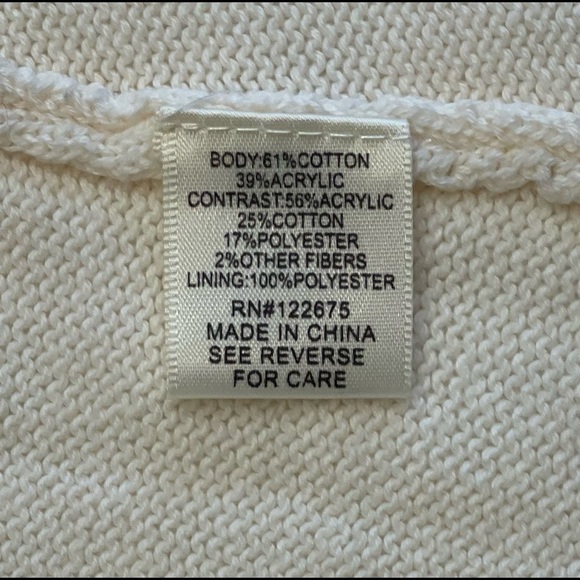 BODY:61%COTTON
39%ACRYLIC
CONTRAST:56%ACRYLIC
25%COTTON
17%POLYESTER
2%OTHER FIBERS
LINING:100%POLYESTER
RN#122675
MADE IN CHINA
SEE REVERSE
FOR CARE